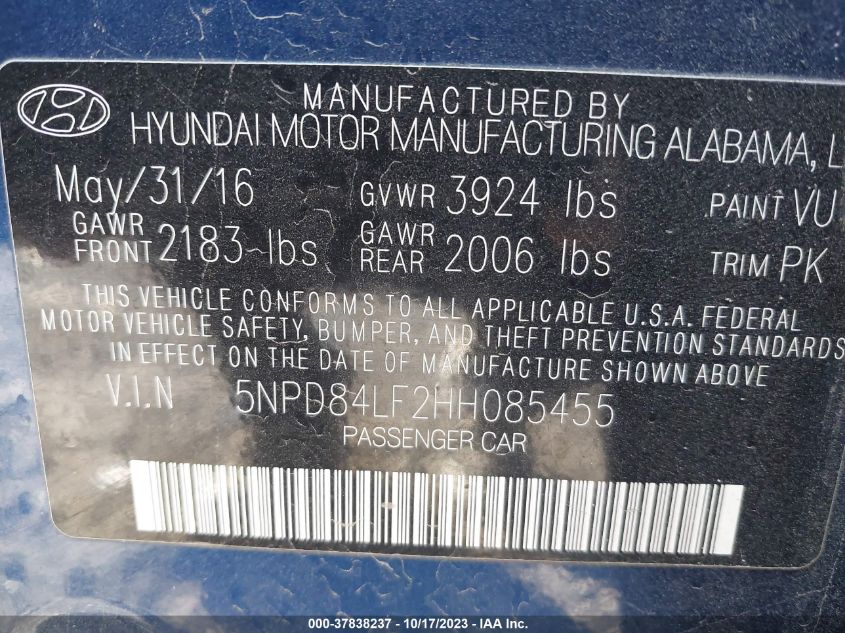 MANUFACTURED BY
HYUNDAI MOTOR MANUFACTURING ALABAMA, L
May/31/16 GVWR 3924 lbs PAINT VU
GAWR FRONT 2183 lbs GAWR REAR 2006 lbs TRIM PK
THIS VEHICLE CONFORMS TO ALL APPLICABLE U.S.A. FEDERAL
MOTOR VEHICLE SAFETY, BUMPER, AND THEFT PREVENTION STANDARDS
IN EFFECT ON THE DATE OF MANUFACTURE SHOWN ABOVE
V.I.N 5NPD84LF2HH085455
PASSENGER CAR
000-37838237 - 10/17/2023 - IAA Inc.